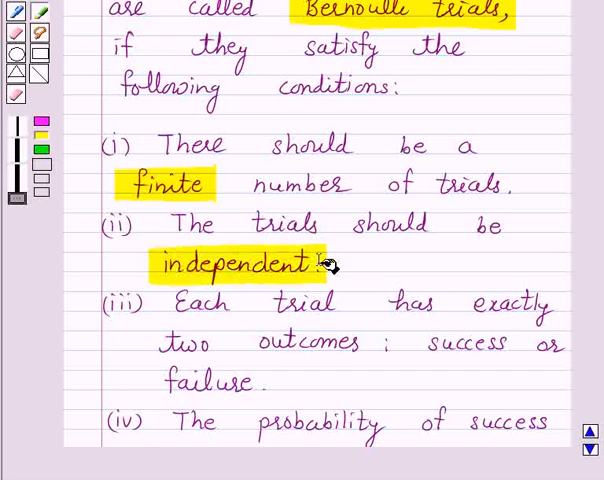 are called Bernoulli trials,
if they satisfy the
following conditions:
(i) There should be a
finite number of trials.
(ii) The trials should be
independent.
(iii) Each trial has exactly
two outcomes : success or
failure.
(iv) The probability of success